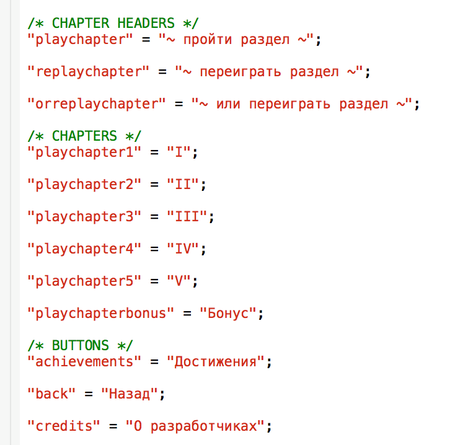 /* CHAPTER HEADERS */
"playchapter" = "~ пройти раздел ~";
"replaychapter" = "~ переиграть раздел ~";
"orreplaychapter" = "~ или переиграть раздел ~";
/* CHAPTERS */
"playchapter1" = "I";
"playchapter2" = "II";
"playchapter3" = "III";
"playchapter4" = "IV";
"playchapter5" = "V";
"playchapterbonus" = "Бонус";
/* BUTTONS */
"achievements" = "Достижения";
"back" = "Назад";
"credits" = "О разработчиках";